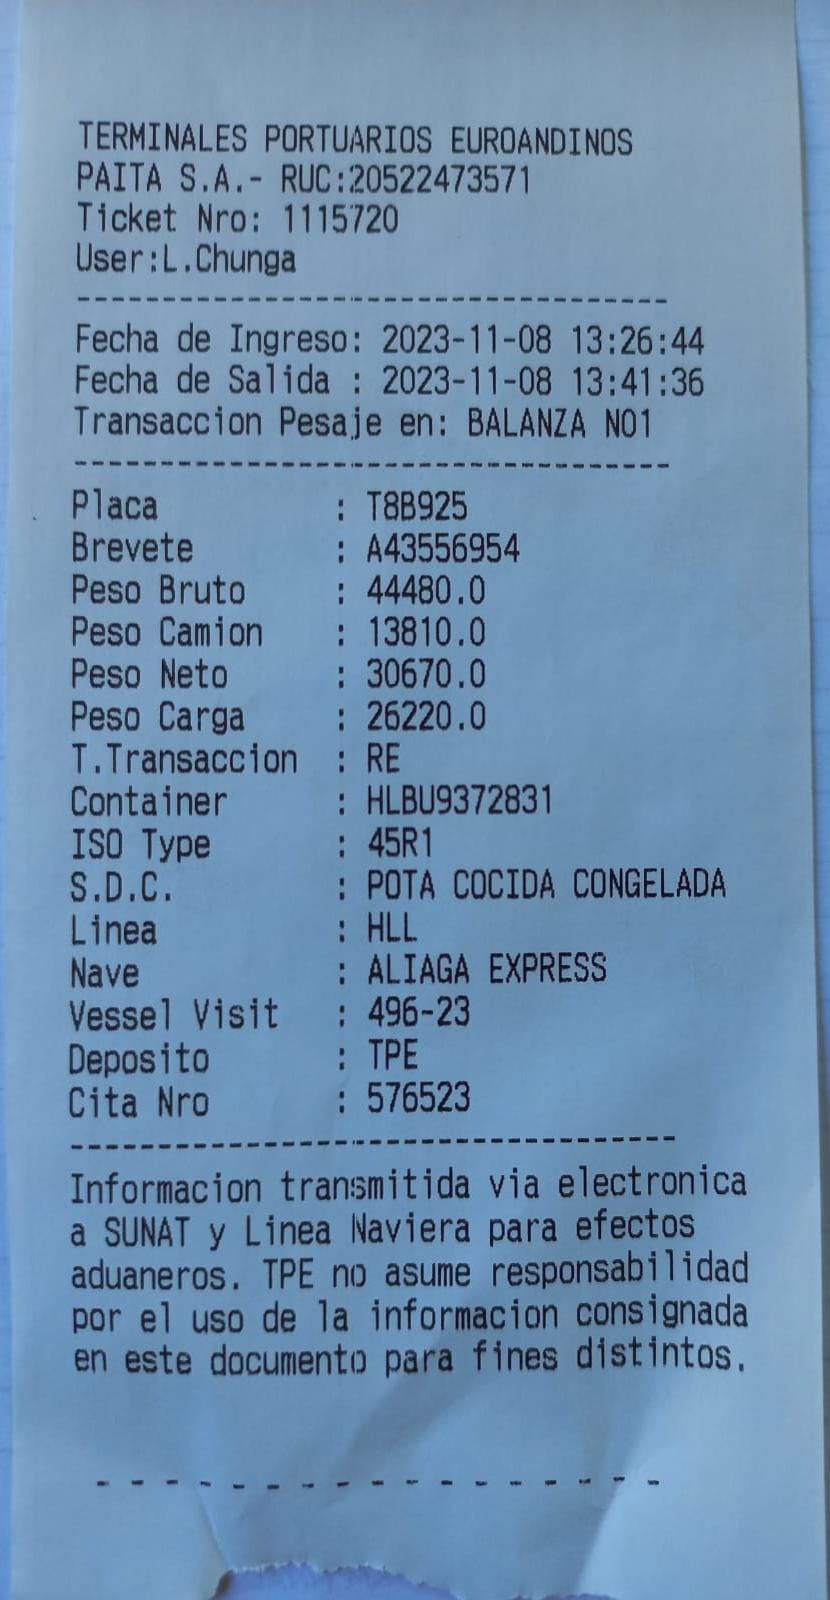 TERMINALES PORTUARIOS EUROANDINOS
PAITA S.A.- RUC:20522473571
Ticket Nro: 1115720
User:L.Chunga
-----------------------------------
Fecha de Ingreso: 2023-11-08 13:26:44
Fecha de Salida : 2023-11-08 13:41:36
Transaccion Pesaje en: BALANZA NO1
-----------------------------------
Placa : T8B925
Brevete : A43556954
Peso Bruto : 44480.0
Peso Camion : 13810.0
Peso Neto : 30670.0
Peso Carga : 26220.0
T.Transaccion : RE
Container : HLBU9372831
ISO Type : 45R1
S.D.C. : POTA COCIDA CONGELADA
Linea : HLL
Nave : ALIAGA EXPRESS
Vessel Visit : 496-23
Deposito : TPE
Cita Nro : 576523
-----------------------------------
Informacion transmitida via electronica
a SUNAT y Linea Naviera para efectos
aduaneros. TPE no asume responsabilidad
por el uso de la informacion consignada
en este documento para fines distintos.
- - - - - - - - - - - - - - - - -